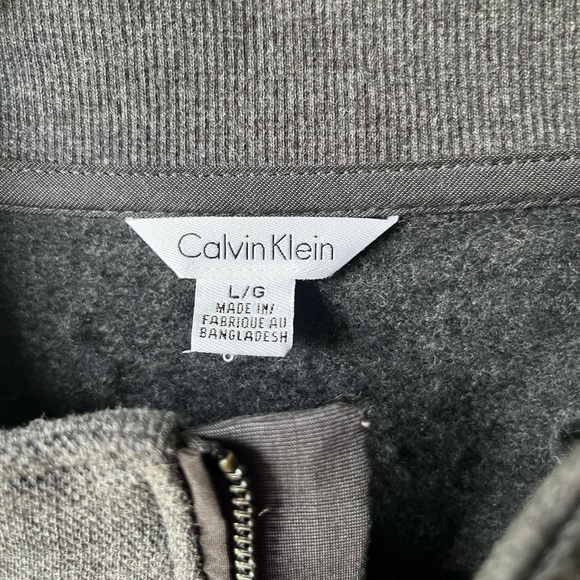 Calvin Klein
L/G
MADE IN/
FABRIQUE AU
BANGLADESH